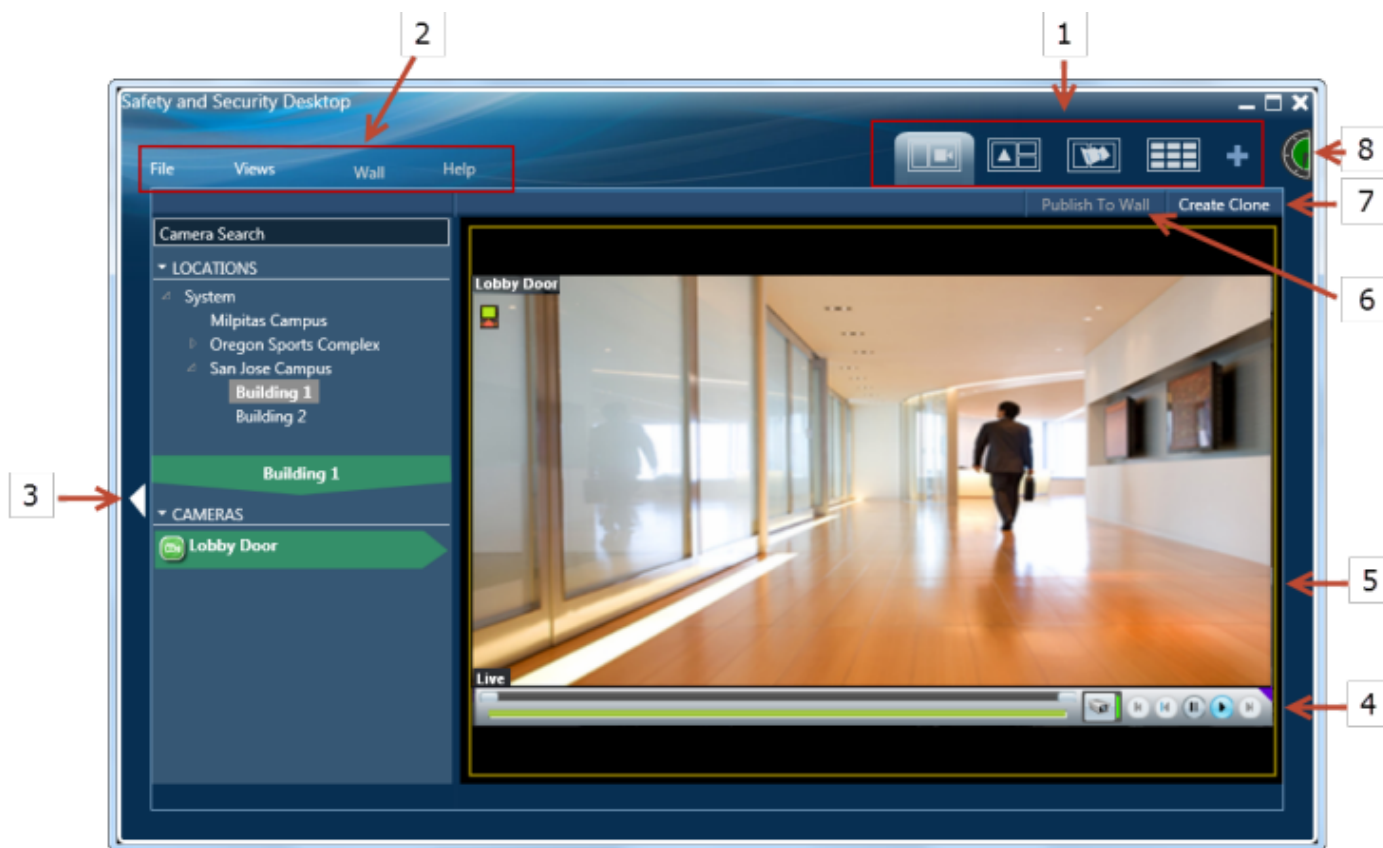 2
1
Safety and Security Desktop
File Views Wall Help
8
Publish To Wall Create Clone
7
Camera Search
LOCATIONS
System
Milpitas Campus
Oregon Sports Complex
San Jose Campus
Building 1
Building 2
Building 1
CAMERAS
Lobby Door
3
Lobby Door
6
5
Live
4